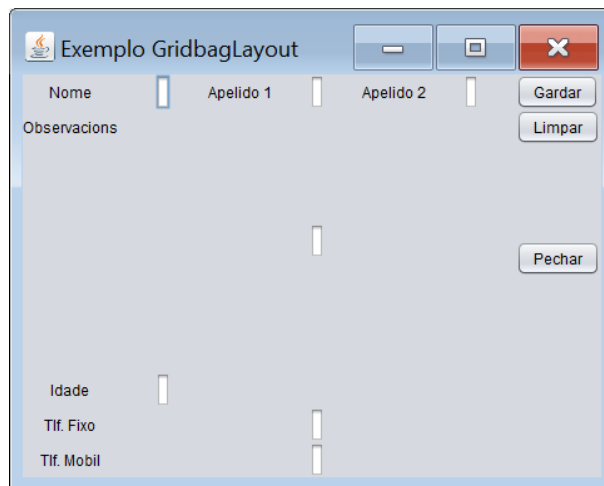 Exemplo GridbagLayout
Nome Apelido 1 Apelido 2 Gardar
Observacions Limpar
Pechar
Idade
Tlf. Fixo
Tlf. Mobil